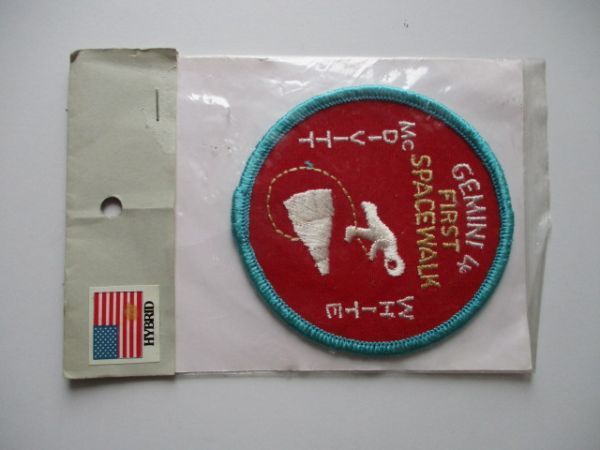 GEMINI 4
FIRST
SPACEWALK
McDIVITT
WHITE
HYBRID